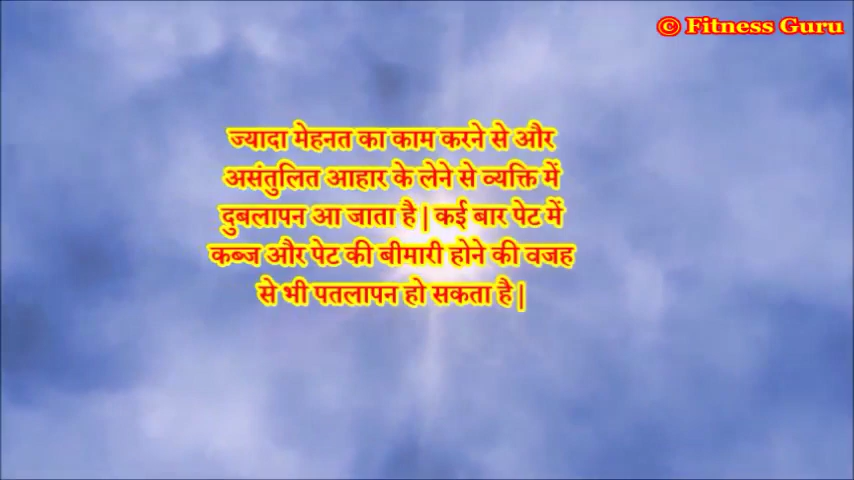 © Fitness Guru
ज्यादा मेहनत का काम करने से और
असंतुलित आहार के लेने से व्यक्ति में
दुबलापन आ जाता है | कई बार पेट में
कब्ज और पेट की बीमारी होने की वजह
से भी पतलापन हो सकता है |